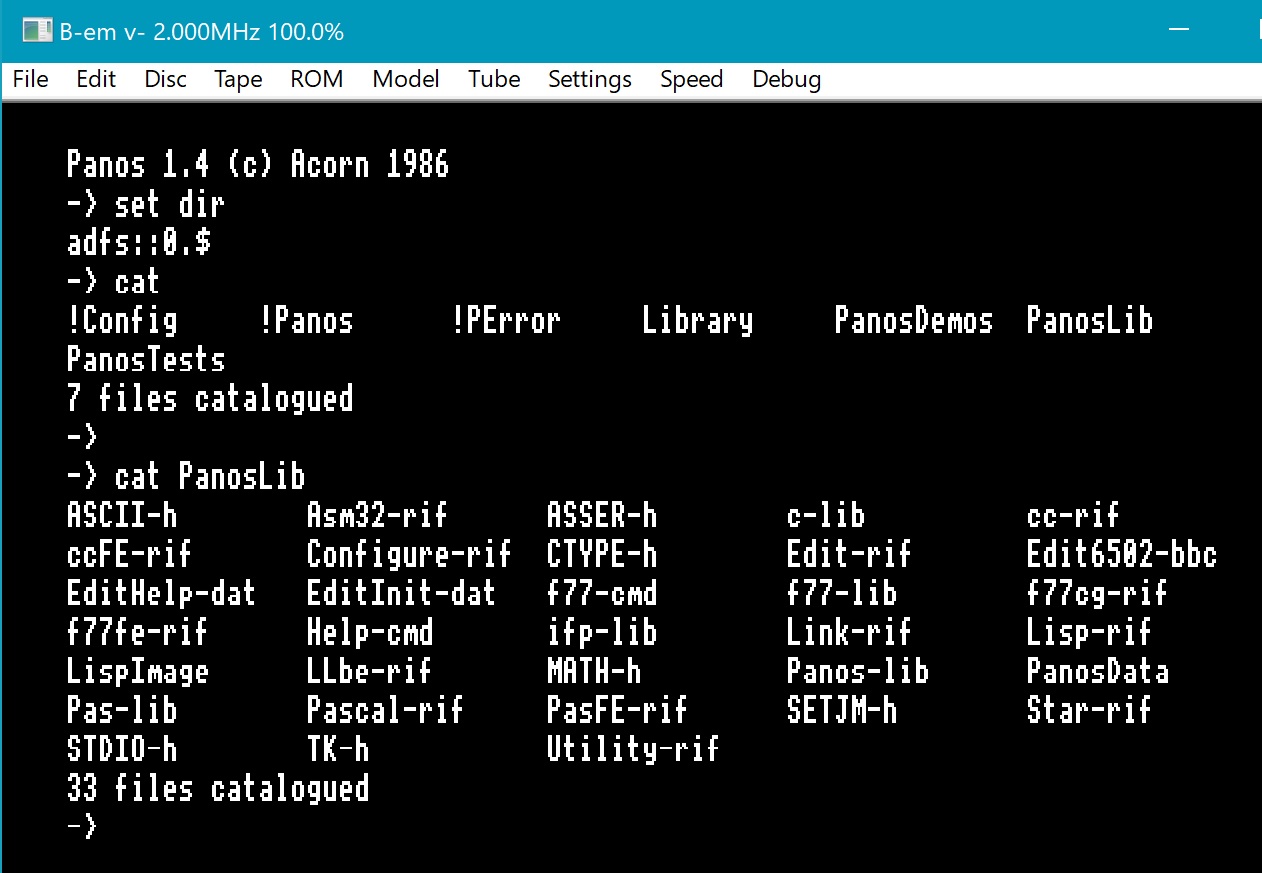 B-em v- 2.000MHz 100.0%
File Edit Disc Tape ROM Model Tube Settings Speed Debug
Panos 1.4 (c) Acorn 1986
-> set dir
adfs::0.$
-> cat
!Config !Panos !PError Library PanosDemos PanosLib
PanosTests
7 files catalogued
->
-> cat PanosLib
ASCII-h Asm32-rif ASSER-h c-lib cc-rif
ccFE-rif Configure-rif CTYPE-h Edit-rif Edit6502-bbc
EditHelp-dat EditInit-dat f77-cmd f77-lib f77cg-rif
f77fe-rif Help-cmd ifp-lib Link-rif Lisp-rif
LispImage LLbe-rif MATH-h Panos-lib PanosData
Pas-lib Pascal-rif PasFE-rif SETJM-h Star-rif
STDIO-h TK-h Utility-rif
33 files catalogued
->